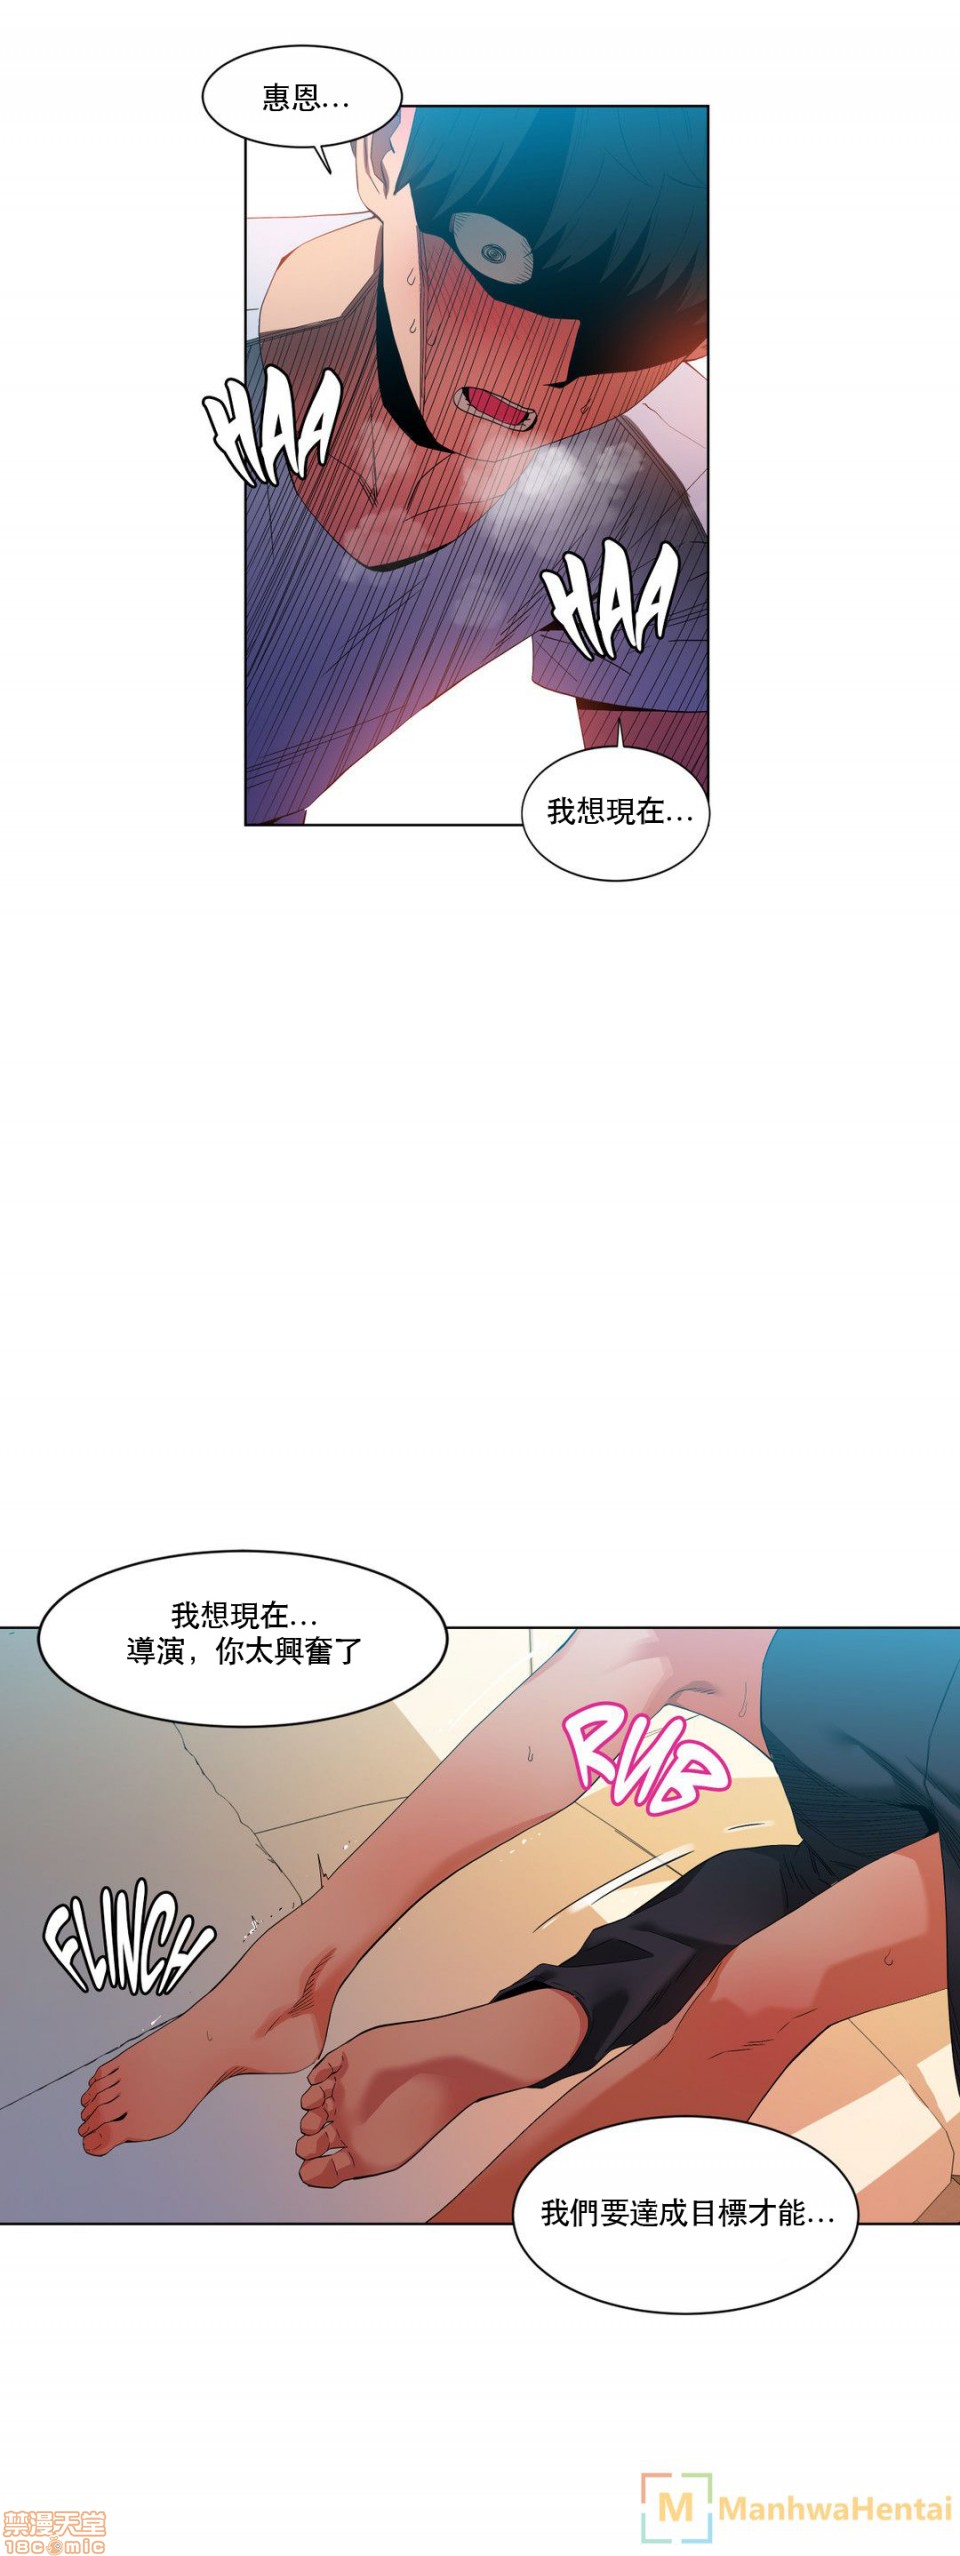 惠恩...
HAA
HAA
我想現在...
我想現在...
導演，你太興奮了
RUB
FLINCH
我們要達成目標才能...
M ManhwaHentai
禁漫天堂
18comic